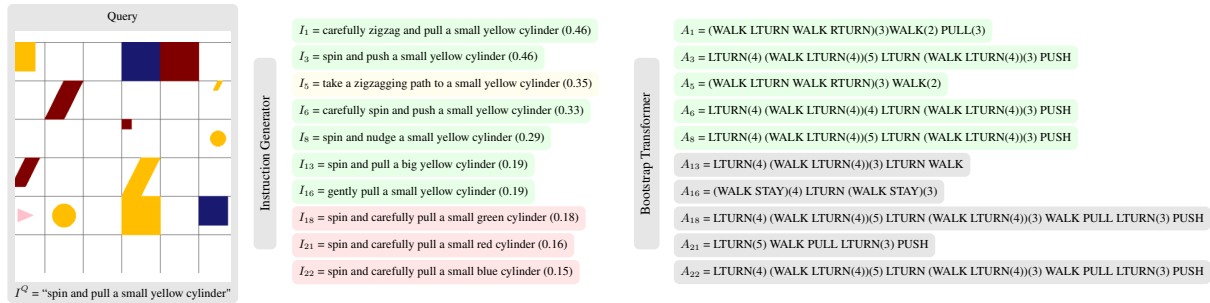 Query
I^Q = "spin and pull a small yellow cylinder"
Instruction Generator
I_1 = carefully zigzag and pull a small yellow cylinder (0.46)
I_3 = spin and push a small yellow cylinder (0.46)
I_5 = take a zigzagging path to a small yellow cylinder (0.35)
I_6 = carefully spin and push a small yellow cylinder (0.33)
I_8 = spin and nudge a small yellow cylinder (0.29)
I_13 = spin and pull a big yellow cylinder (0.19)
I_16 = gently pull a small yellow cylinder (0.19)
I_18 = spin and carefully pull a small green cylinder (0.18)
I_21 = spin and carefully pull a small red cylinder (0.16)
I_22 = spin and carefully pull a small blue cylinder (0.15)
Bootstrap Transformer
A_1 = (WALK LTURN WALK RTURN)(3)WALK(2) PULL(3)
A_3 = LTURN(4) (WALK LTURN(4))(5) LTURN (WALK LTURN(4))(3) PUSH
A_5 = (WALK LTURN WALK RTURN)(3) WALK(2)
A_6 = LTURN(4) (WALK LTURN(4))(4) LTURN (WALK LTURN(4))(3) PUSH
A_8 = LTURN(4) (WALK LTURN(4))(5) LTURN (WALK LTURN(4))(3) PUSH
A_13 = LTURN(4) (WALK LTURN(4))(3) LTURN WALK
A_16 = (WALK STAY)(4) LTURN (WALK STAY)(3)
A_18 = LTURN(4) (WALK LTURN(4))(5) LTURN (WALK LTURN(4))(3) WALK PULL LTURN(3) PUSH
A_21 = LTURN(5) WALK PULL LTURN(3) PUSH
A_22 = LTURN(4) (WALK LTURN(4))(5) LTURN (WALK LTURN(4))(3) WALK PULL LTURN(3) PUSH